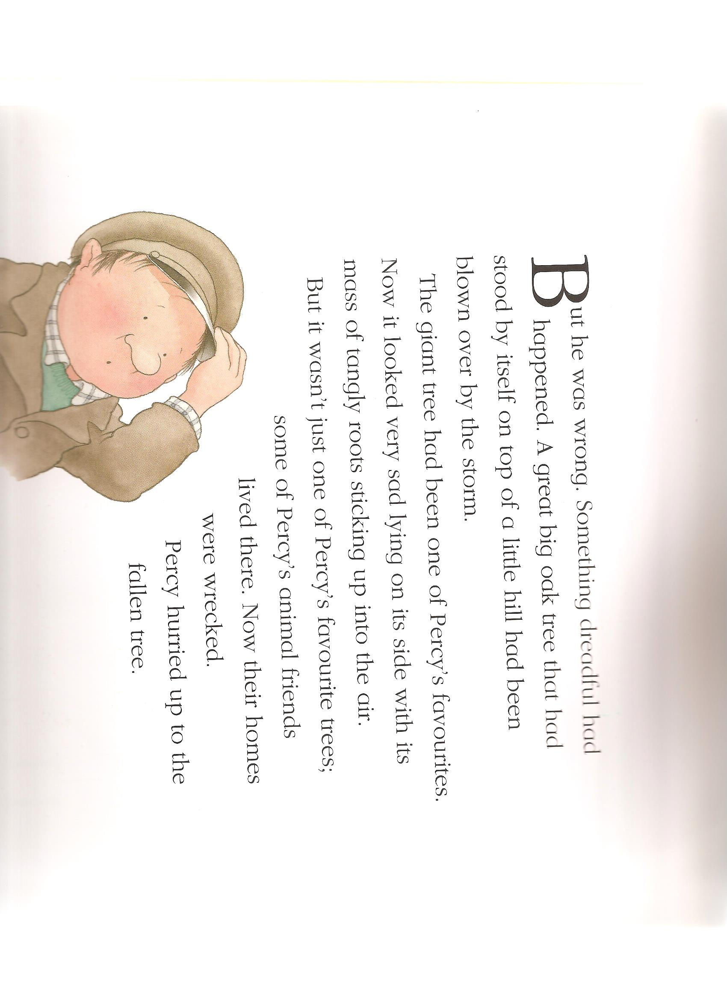 But he was wrong. Something dreadful had
happened. A great big oak tree that had
stood by itself on top of a little hill had been
blown over by the storm.
The giant tree had been one of Percy's favourites.
Now it looked very sad lying on its side with its
mass of tangly roots sticking up into the air.
But it wasn't just one of Percy's favourite trees;
some of Percy's animal friends
lived there. Now their homes
were wrecked.
Percy hurried up to the
fallen tree.